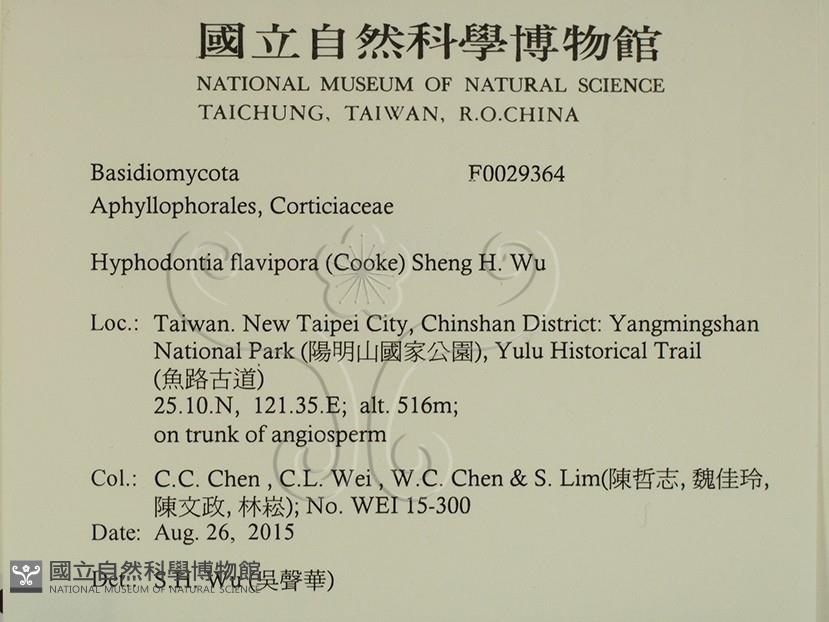 國立自然科學博物館
NATIONAL MUSEUM OF NATURAL SCIENCE
TAICHUNG, TAIWAN, R.O.CHINA
Basidiomycota F0029364
Aphyllophorales, Corticiaceae
Hyphodontia flavipora (Cooke) Sheng H. Wu
Loc.: Taiwan. New Taipei City, Chinshan District: Yangmingshan
National Park (陽明山國家公園), Yulu Historical Trail
(魚路古道)
25.10.N, 121.35.E; alt. 516m;
on trunk of angiosperm
Col.: C.C. Chen , C.L. Wei , W.C. Chen & S. Lim(陳哲志, 魏佳玲,
陳文政, 林崧); No. WEI 15-300
Date: Aug. 26, 2015
Det.: S.H. Wu (吳聲華)
國立自然科學博物館
NATIONAL MUSEUM OF NATURAL SCIENCE